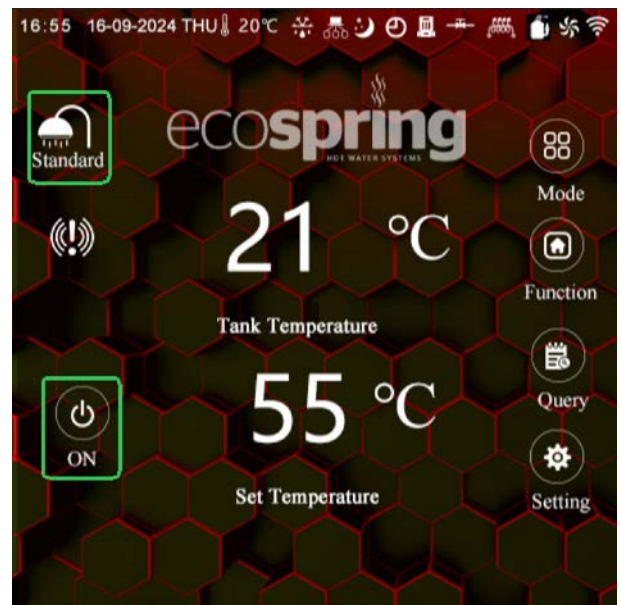 16:55 16-09-2024 THU 20℃
Standard
ecospring
HOT WATER SYSTEMS
Mode
21 °C
Function
Tank Temperature
Query
55 °C
ON
Set Temperature
Setting